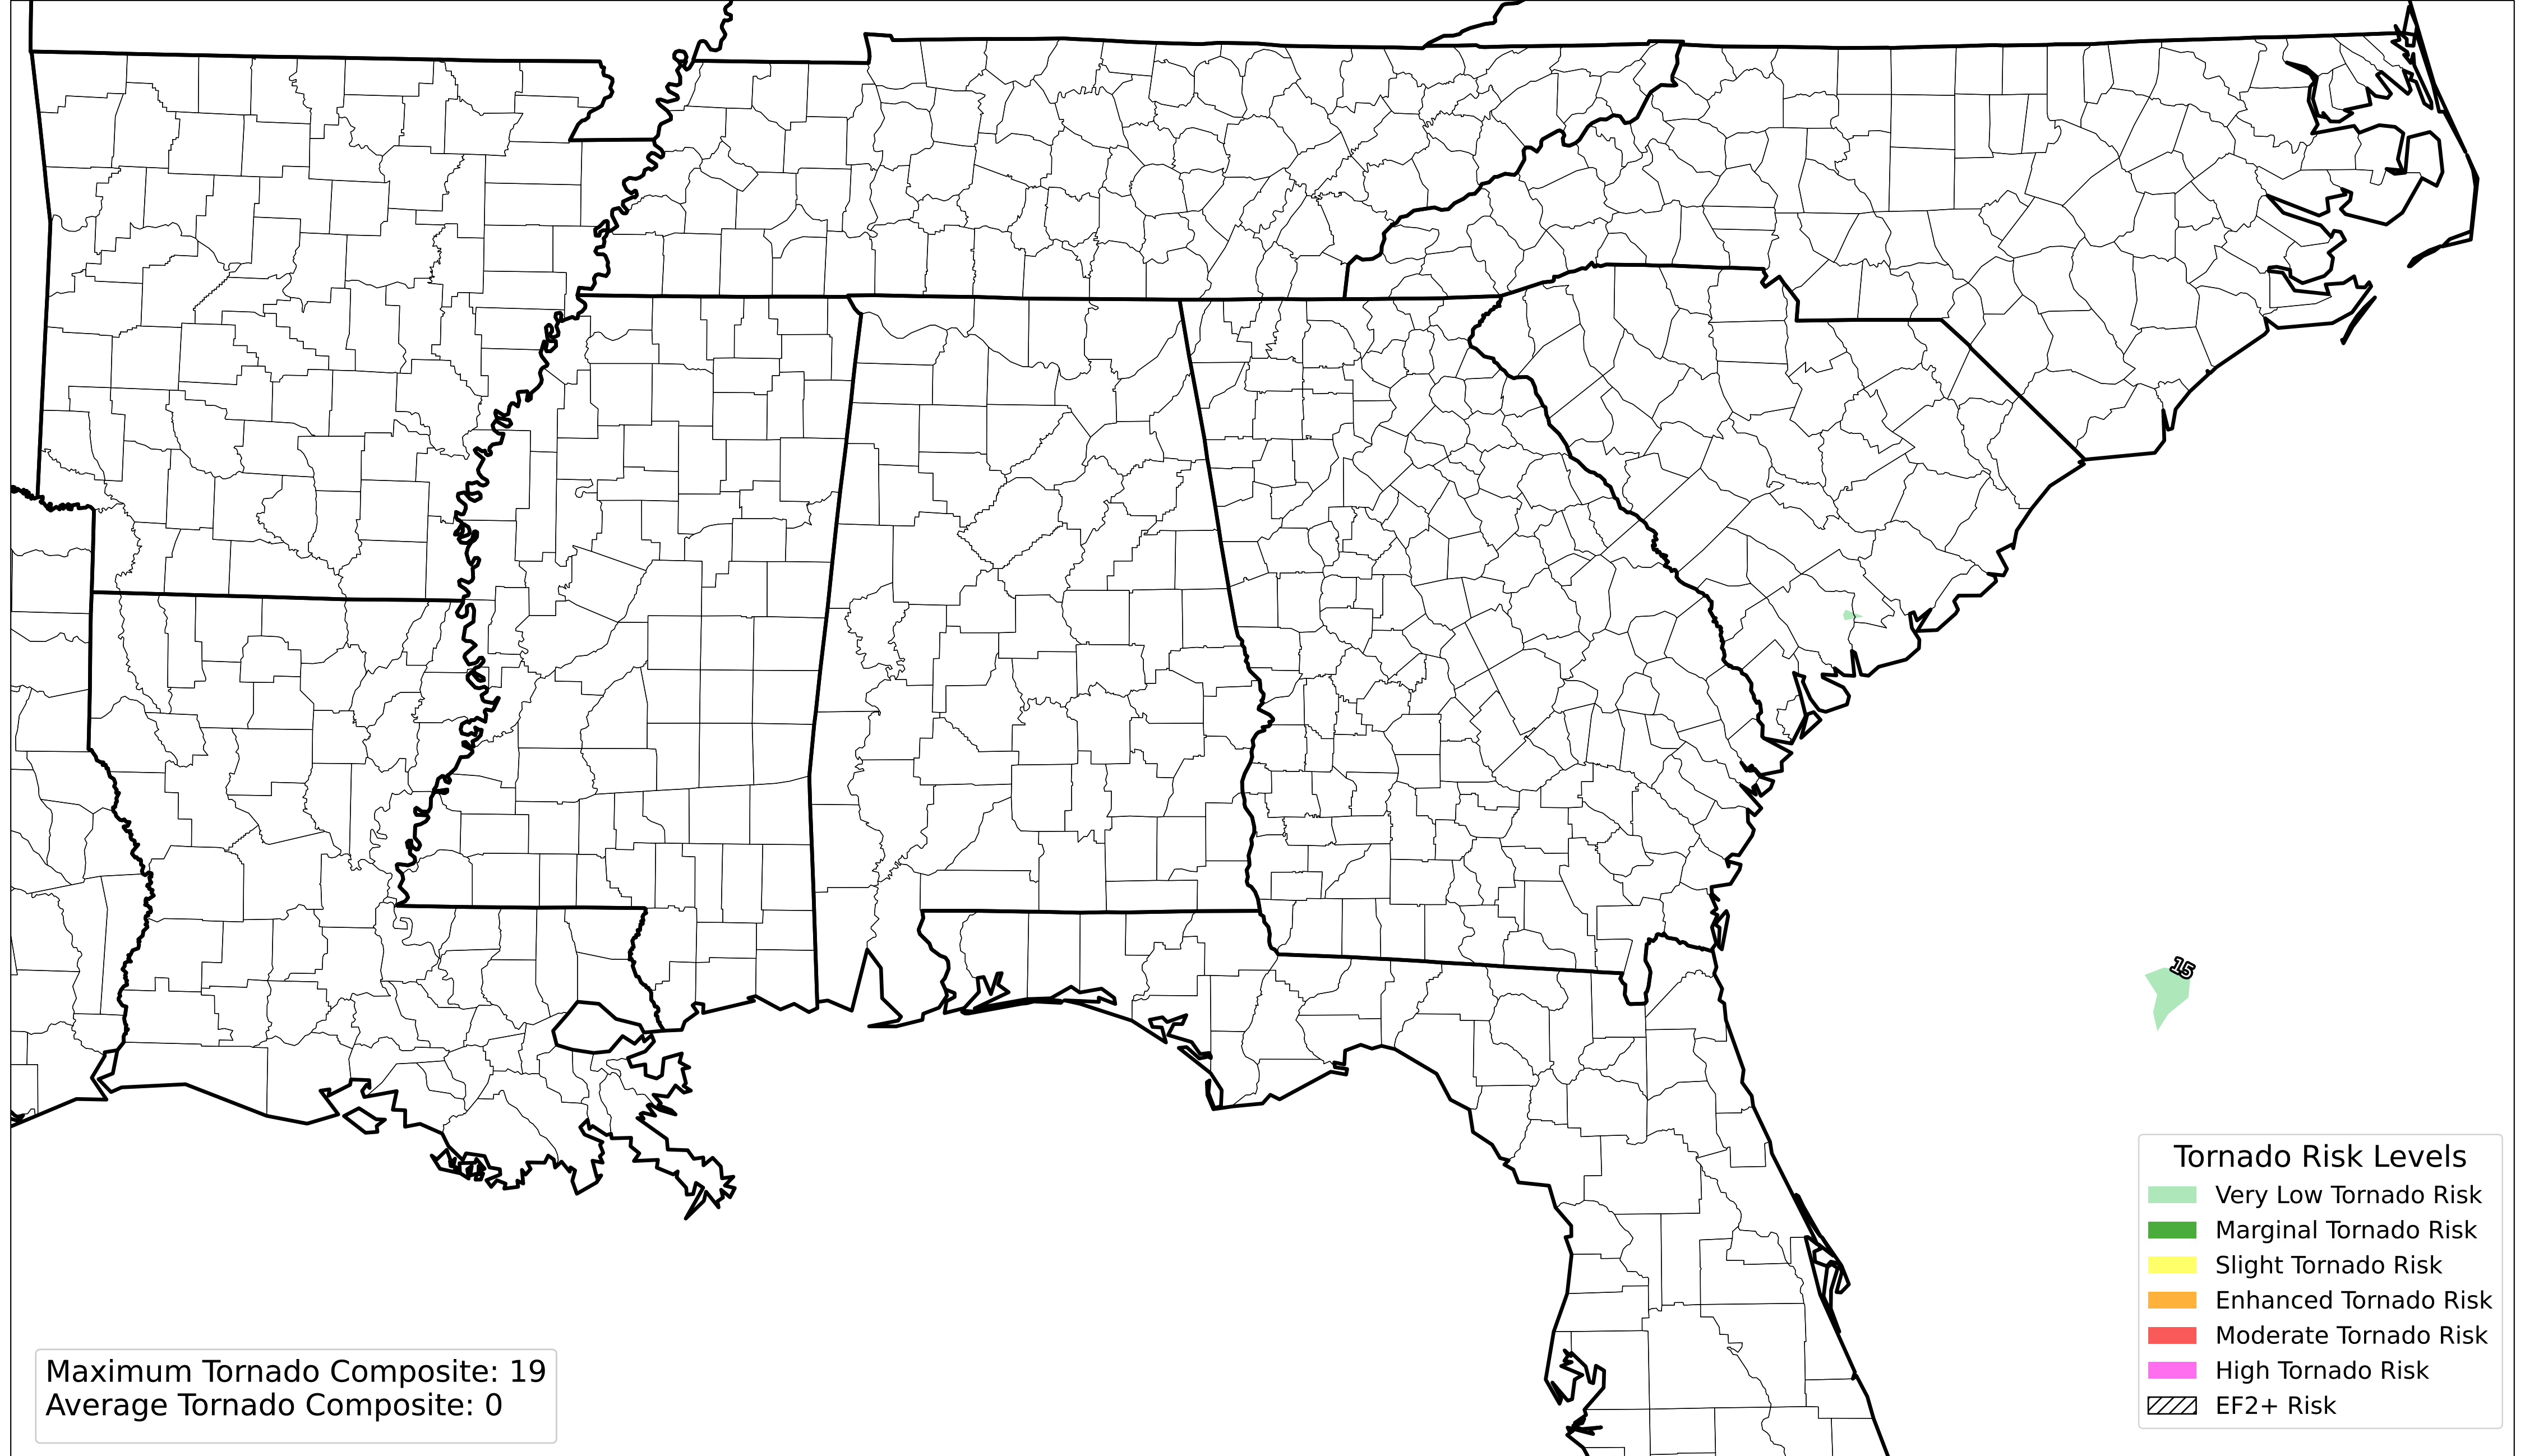 15
Tornado Risk Levels
Very Low Tornado Risk
Marginal Tornado Risk
Slight Tornado Risk
Enhanced Tornado Risk
Moderate Tornado Risk
High Tornado Risk
EF2+ Risk
Maximum Tornado Composite: 19
Average Tornado Composite: 0